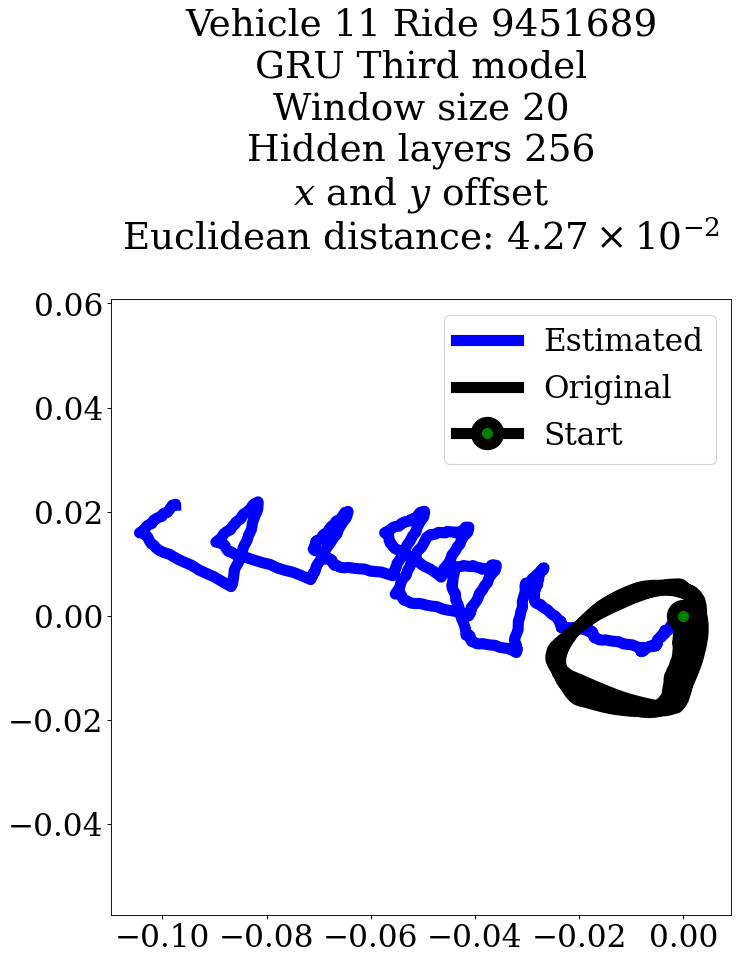 Vehicle 11 Ride 9451689
GRU Third model
Window size 20
Hidden layers 256
x and y offset
Euclidean distance: 4.27 × 10⁻²
0.06
0.04
0.02
0.00
−0.02
−0.04
Estimated
Original
Start
−0.10 −0.08 −0.06 −0.04 −0.02 0.00